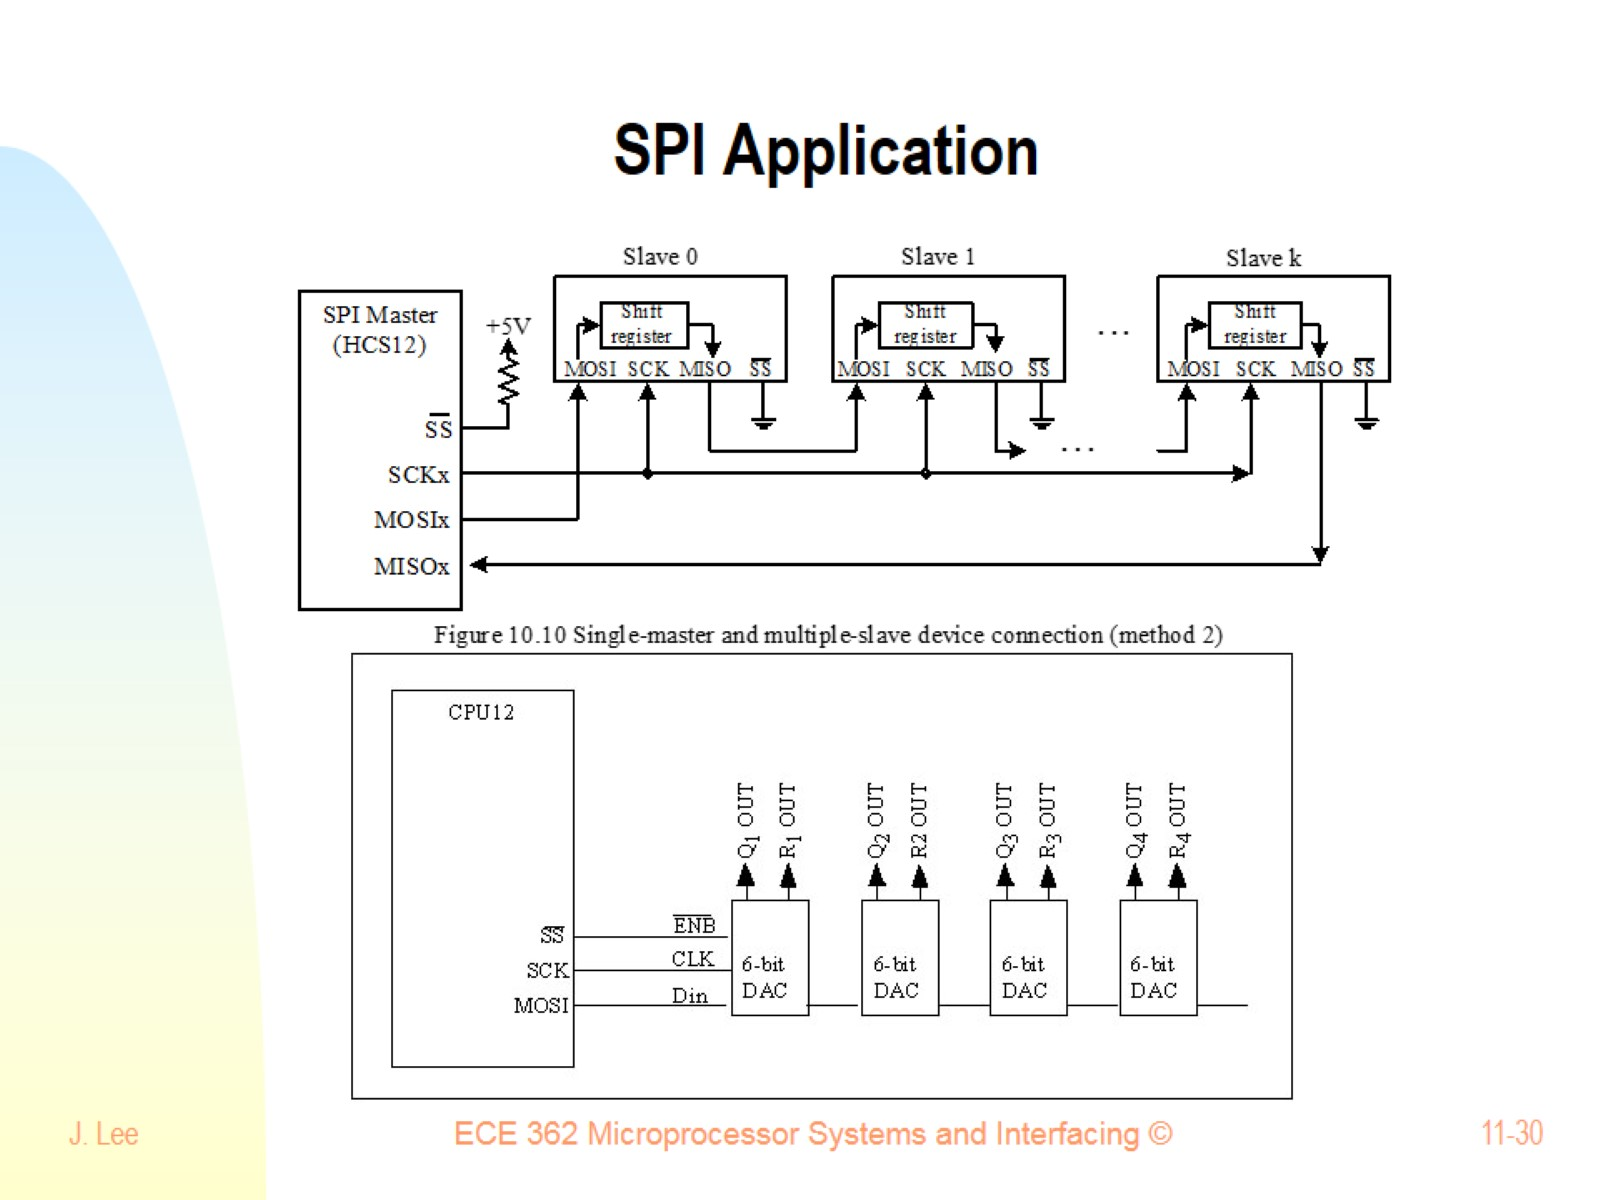 SPI Application
Slave 0
Slave 1
Slave k
SPI Master
(HCS12)
+5V
Shift
register
Shift
register
Shift
register
...
MOSI SCK MISO SS
MOSI SCK MISO SS
MOSI SCK MISO SS
SS
...
SCKx
MOSIx
MISOx
Figure 10.10 Single-master and multiple-slave device connection (method 2)
CPU12
Q1 OUT
R1 OUT
Q2 OUT
R2 OUT
Q3 OUT
R3 OUT
Q4 OUT
R4 OUT
SS
ENB
SCK
CLK
MOSI
Din
6-bit
DAC
6-bit
DAC
6-bit
DAC
6-bit
DAC
J. Lee
ECE 362 Microprocessor Systems and Interfacing ©
11-30